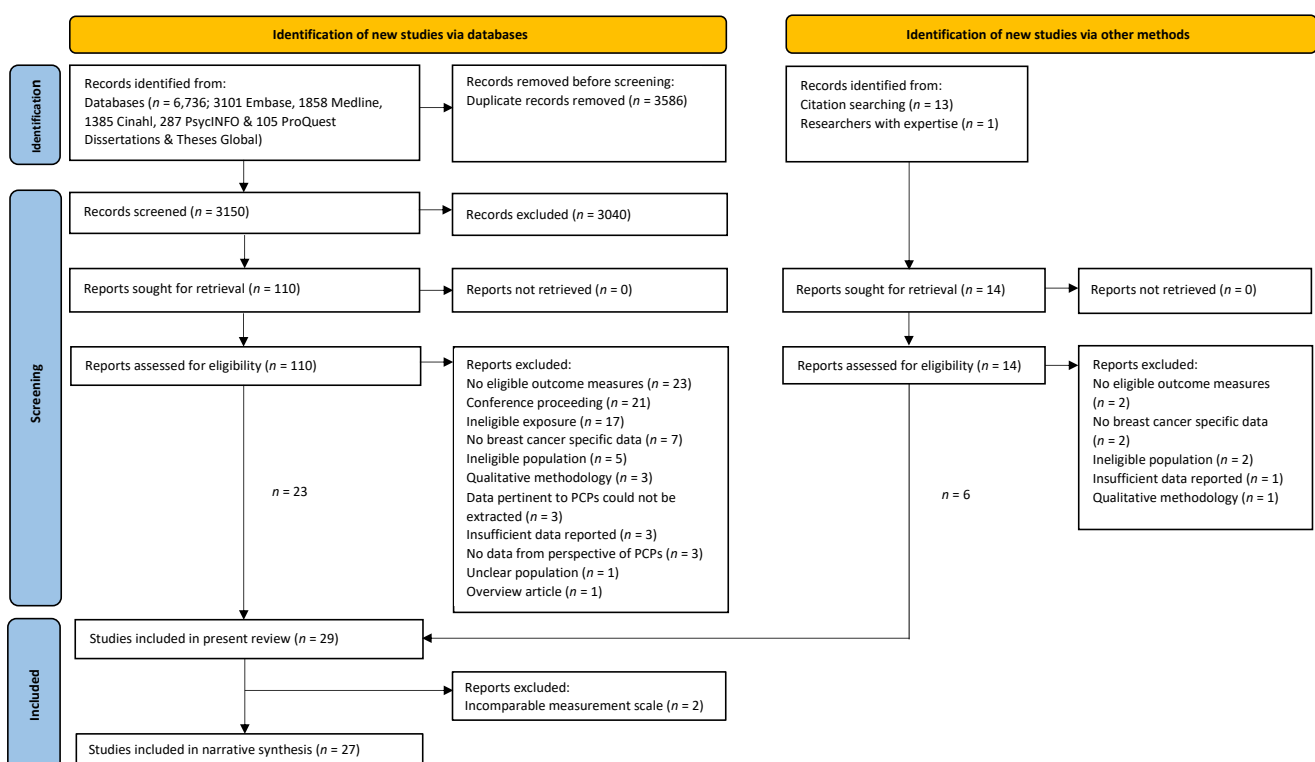 Identification of new studies via databases
Identification of new studies via other methods
Identification
Records identified from:
Databases (n = 6,736; 3101 Embase, 1858 Medline,
1385 Cinahl, 287 PsycINFO & 105 ProQuest
Dissertations & Theses Global)
Records removed before screening:
Duplicate records removed (n = 3586)
Records identified from:
Citation searching (n = 13)
Researchers with expertise (n = 1)
Screening
Records screened (n = 3150)
Records excluded (n = 3040)
Reports sought for retrieval (n = 110)
Reports not retrieved (n = 0)
Reports sought for retrieval (n = 14)
Reports not retrieved (n = 0)
Reports assessed for eligibility (n = 110)
Reports excluded:
No eligible outcome measures (n = 23)
Conference proceeding (n = 21)
Ineligible exposure (n = 17)
No breast cancer specific data (n = 7)
Ineligible population (n = 5)
Qualitative methodology (n = 3)
Data pertinent to PCPs could not be
extracted (n = 3)
Insufficient data reported (n = 3)
No data from perspective of PCPs (n = 3)
Unclear population (n = 1)
Overview article (n = 1)
Reports assessed for eligibility (n = 14)
Reports excluded:
No eligible outcome measures
(n = 2)
No breast cancer specific data
(n = 2)
Ineligible population (n = 2)
Insufficient data reported (n = 1)
Qualitative methodology (n = 1)
n = 23
n = 6
Included
Studies included in present review (n = 29)
Reports excluded:
Incomparable measurement scale (n = 2)
Studies included in narrative synthesis (n = 27)